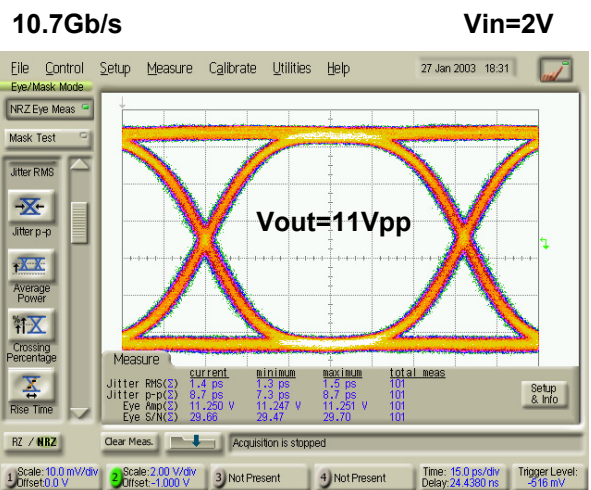 10.7Gb/s Vin=2V
File Control Setup Measure Calibrate Utilities Help 27 Jan 2003 18:31
Eye/Mask Mode
NRZ Eye Meas
Mask Test
Jitter RMS
Jitter p-p
Average
Power
Crossing
Percentage
Rise Time
Vout=11Vpp
Measure
current minimum maximum total meas
Jitter RMS(Σ) 1.4 ps 1.3 ps 1.5 ps 101
Jitter p-p(Σ) 8.7 ps 7.3 ps 8.7 ps 101
Eye Amp(Σ) 11.250 V 11.247 V 11.251 V 101
Eye S/N(Σ) 29.66 29.47 29.70 101
Setup
& Info
RZ / NRZ Clear Meas. Acquisition is stopped
1 Scale: 10.0 mV/div 2 Scale: 2.00 V/div 3 Not Present 4 Not Present Time: 15.0 ps/div Trigger Level:
Offset: 0.0 V Offset: -1.000 V Delay: 24.4380 ns -516 mV